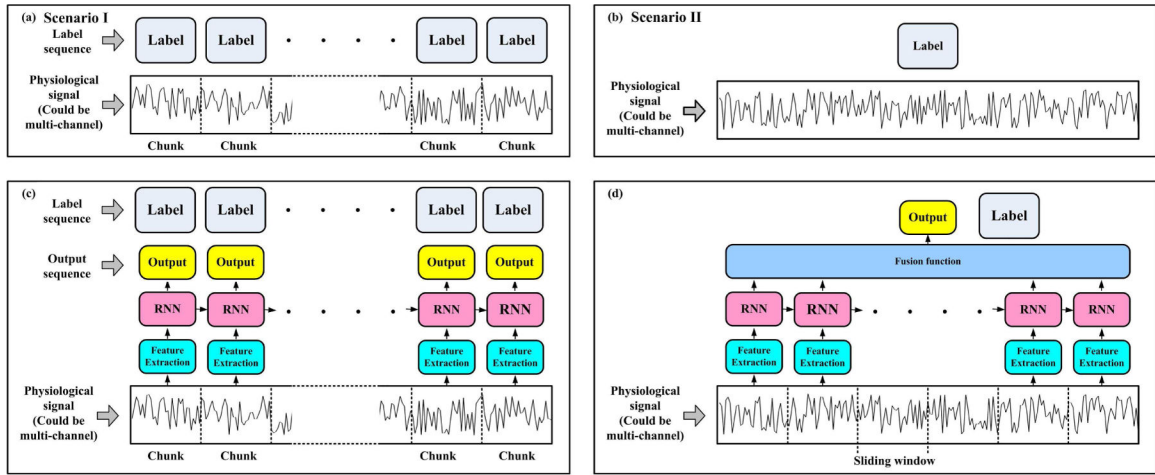 (a) Scenario I
Label
sequence
Label Label Label Label
Physiological
signal
(Could be
multi-channel)
Chunk Chunk Chunk Chunk
(b) Scenario II
Label
Physiological
signal
(Could be
multi-channel)
(c)
Label
sequence
Label Label Label Label
Output
sequence
Output Output Output Output
RNN RNN RNN RNN
Feature Feature Feature Feature
Extraction Extraction Extraction Extraction
Physiological
signal
(Could be
multi-channel)
Chunk Chunk Chunk Chunk
(d)
Output Label
Fusion function
RNN RNN RNN RNN
Feature Feature Feature Feature
Extraction Extraction Extraction Extraction
Physiological
signal
(Could be
multi-channel)
Sliding window